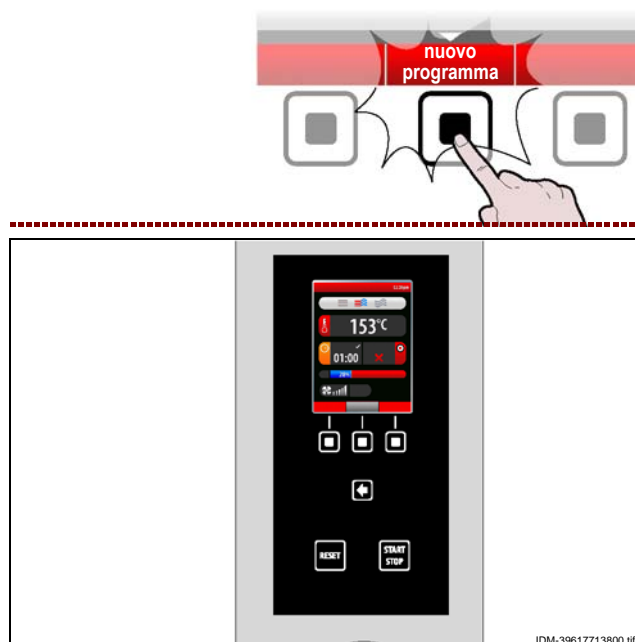 nuovo
programma
153°C
01:00
28%
RESET
START
STOP
IDM-39617713800.tif